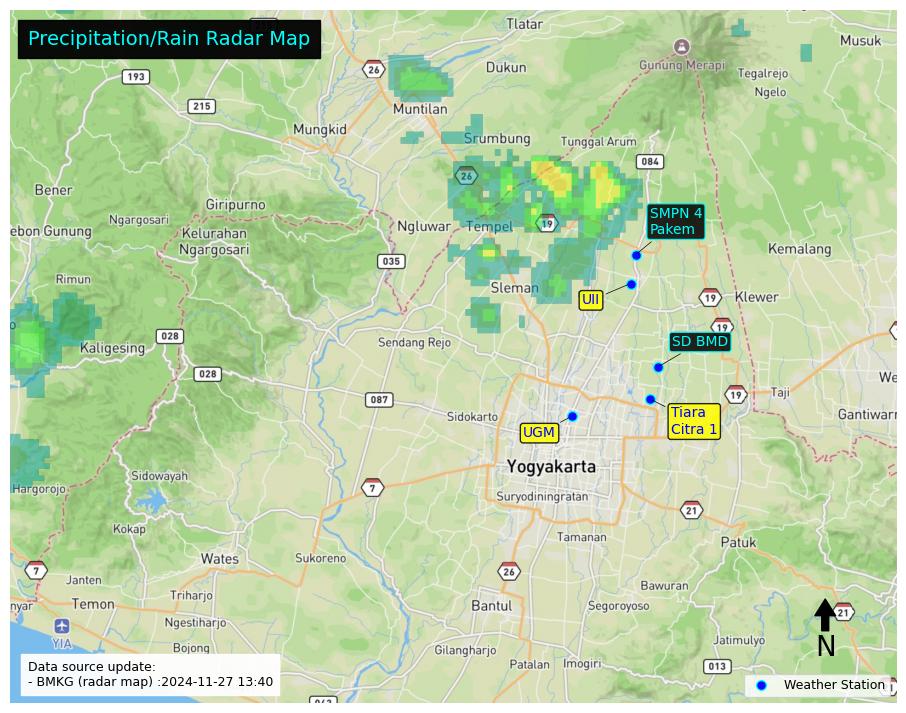 Precipitation/Rain Radar Map
Tlatar
Musuk
193
26
Dukun
Gunung Merapi
Tegalrejo
Ngelo
215
Muntilan
Mungkid
Srumbung
Tunggal Arum
084
26
Bener
Giripurno
Ngargosari
ebon Gunung
Kelurahan
Ngargosari
Ngluwar
Tempel
19
SMPN 4
Pakem
Kemalang
035
Rimun
Sleman
UII
19
Klewer
19
028
Kaligesing
Sendang Rejo
SD BMD
028
087
19
Taji
We
Sidokarto
Tiara
Citra 1
Gantiwarn
UGM
Yogyakarta
Sidowayah
Hargorojo
7
Suryodiningratan
21
Kokap
Tamanan
Patuk
Wates
Sukoreno
7
26
Janten
Bawuran
nyar
Temon
Triharjo
Bantul
Segoroyoso
21
Ngestiharjo
YIA
Jatimulyo
N
Bojong
Gilangharjo
Patalan
Imogiri
013
Data source update:
- BMKG (radar map) :2024-11-27 13:40
Weather Station